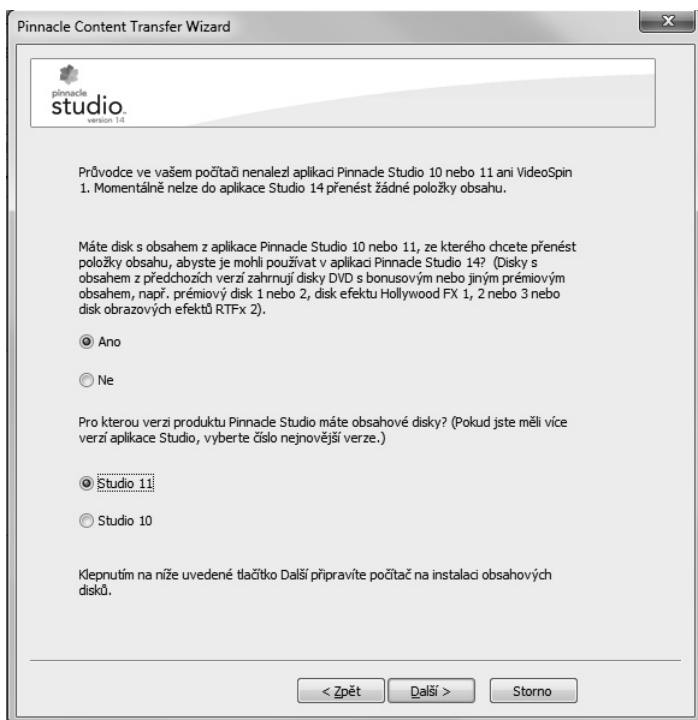 Pinnacle Content Transfer Wizard
pinnacle
studio
version 14
Průvodce ve vašem počítači nenalezl aplikaci Pinnacle Studio 10 nebo 11 ani VideoSpin
1. Momentálně nelze do aplikace Studio 14 přenést žádné položky obsahu.
Máte disk s obsahem z aplikace Pinnacle Studio 10 nebo 11, ze kterého chcete přenést
položky obsahu, abyste je mohli používat v aplikaci Pinnacle Studio 14? (Disky s
obsahem z předchozích verzí zahrnují disky DVD s bonusovým nebo jiným prémiovým
obsahem, např. prémiový disk 1 nebo 2, disk efektu Hollywood FX 1, 2 nebo 3 nebo
disk obrazových efektů RTFx 2).
Ano
Ne
Pro kterou verzi produktu Pinnacle Studio máte obsahové disky? (Pokud jste měli více
verzí aplikace Studio, vyberte číslo nejnovější verze.)
Studio 11
Studio 10
Klepnutím na níže uvedené tlačítko Další připravíte počítač na instalaci obsahových
disků.
< Zpět Další > Storno